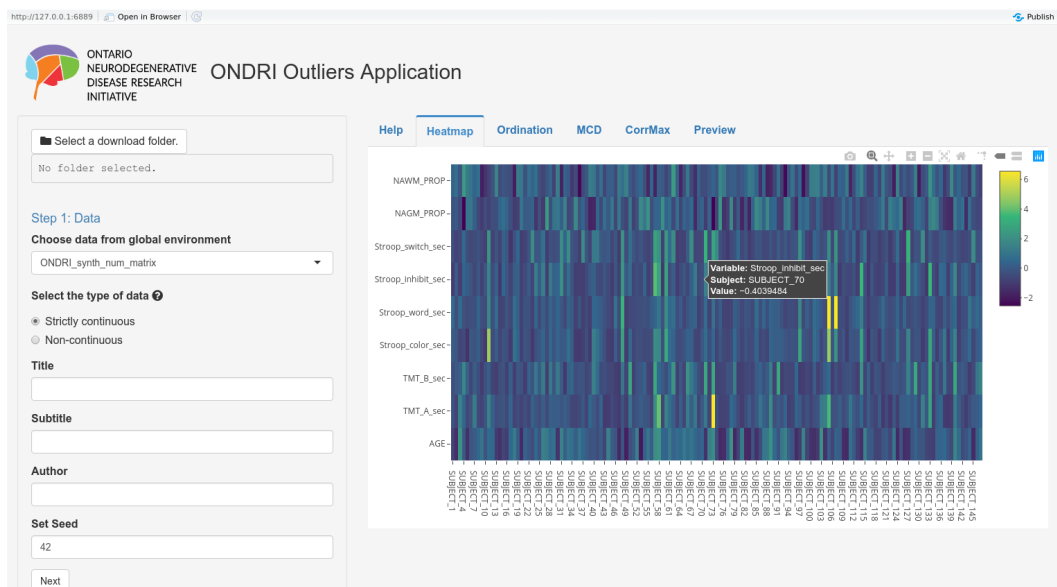 http://127.0.0.1:6889
Open in Browser
Publish
ONTARIO
NEURODEGENERATIVE
DISEASE RESEARCH
INITIATIVE
ONDRI Outliers Application
Select a download folder.
No folder selected.
Step 1: Data
Choose data from global environment
ONDRI_synth_num_matrix
Select the type of data
Strictly continuous
Non-continuous
Title
Subtitle
Author
Set Seed
42
Next
Help Heatmap Ordination MCD CorrMax Preview
NAWM_PROP
NAGM_PROP
Stroop_switch_sec
Stroop_inhibit_sec
Stroop_word_sec
Stroop_color_sec
TMT_B_sec
TMT_A_sec
AGE
Variable: Stroop_inhibit_sec
Subject: SUBJECT_70
Value: −0.4039484
6
4
2
0
−2
SUBJECT_1
SUBJECT_4
SUBJECT_7
SUBJECT_10
SUBJECT_13
SUBJECT_16
SUBJECT_19
SUBJECT_22
SUBJECT_25
SUBJECT_28
SUBJECT_31
SUBJECT_34
SUBJECT_37
SUBJECT_40
SUBJECT_43
SUBJECT_46
SUBJECT_49
SUBJECT_52
SUBJECT_55
SUBJECT_58
SUBJECT_61
SUBJECT_64
SUBJECT_67
SUBJECT_70
SUBJECT_73
SUBJECT_76
SUBJECT_79
SUBJECT_82
SUBJECT_85
SUBJECT_88
SUBJECT_91
SUBJECT_94
SUBJECT_97
SUBJECT_100
SUBJECT_103
SUBJECT_106
SUBJECT_109
SUBJECT_112
SUBJECT_115
SUBJECT_118
SUBJECT_121
SUBJECT_124
SUBJECT_127
SUBJECT_130
SUBJECT_133
SUBJECT_136
SUBJECT_139
SUBJECT_142
SUBJECT_145